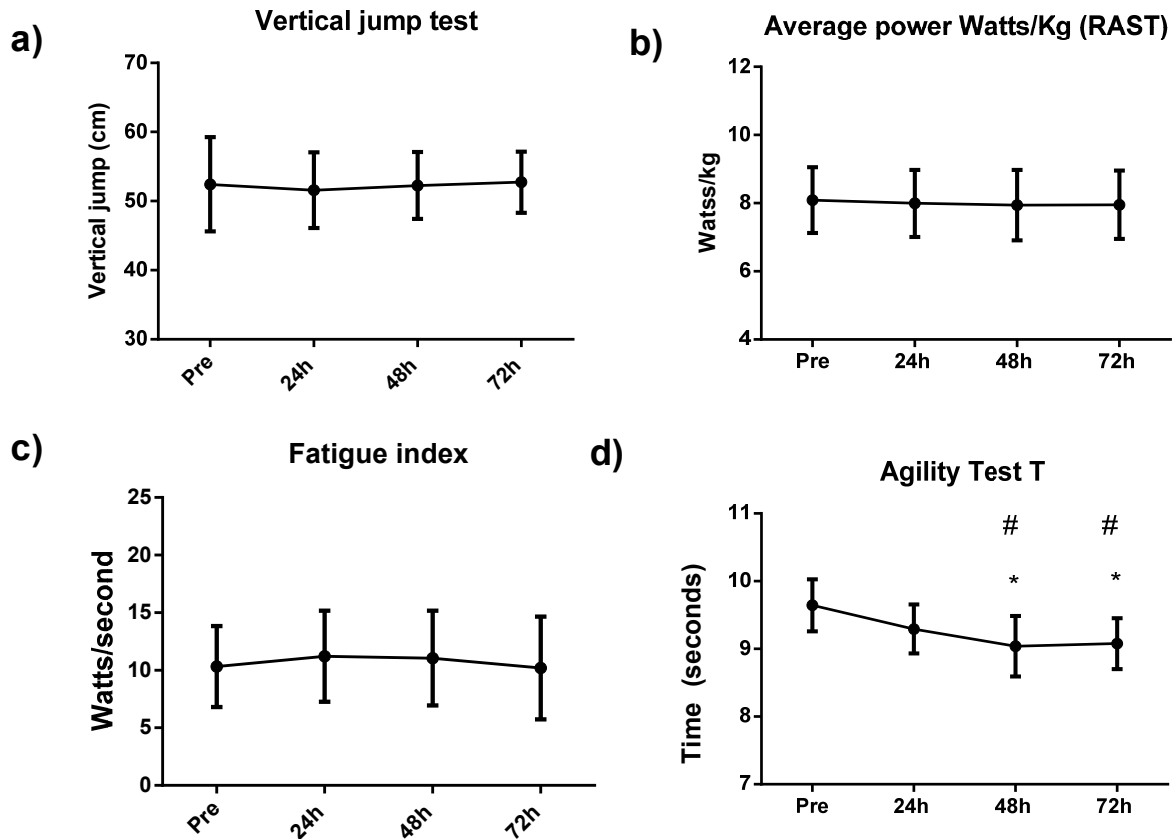 a)
Vertical jump test
Vertical jump (cm)
70
60
50
40
30
Pre
24h
48h
72h
b)
Average power Watts/Kg (RAST)
Watss/kg
12
10
8
6
4
Pre
24h
48h
72h
c)
Fatigue index
Watts/second
25
20
15
10
5
0
Pre
24h
48h
72h
d)
Agility Test T
Time (seconds)
11
10
9
8
7
# #
* *
Pre
24h
48h
72h